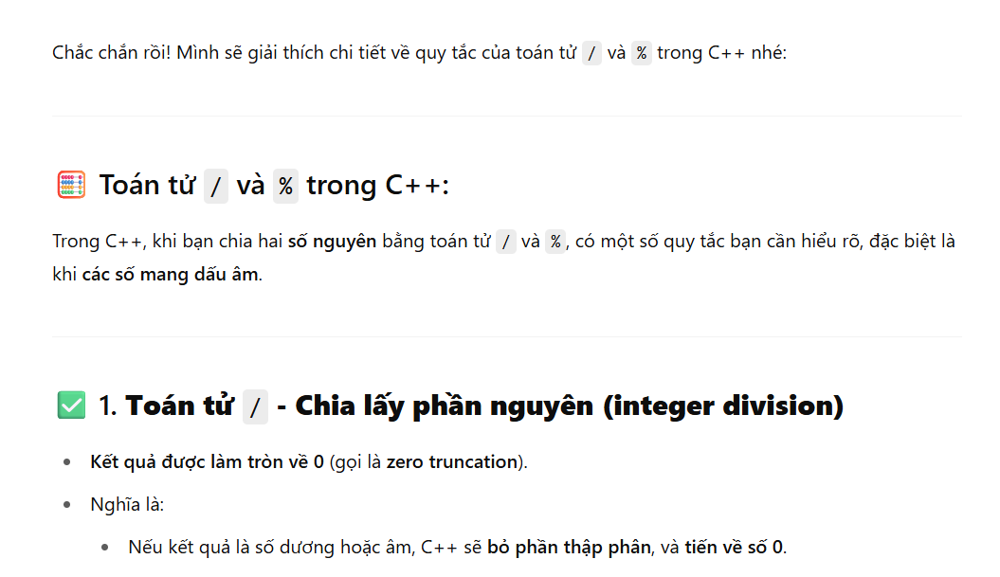 Chắc chắn rồi! Mình sẽ giải thích chi tiết về quy tắc của toán tử / và % trong C++ nhé:
Toán tử / và % trong C++:
Trong C++, khi bạn chia hai số nguyên bằng toán tử / và %, có một số quy tắc bạn cần hiểu rõ, đặc biệt là
khi các số mang dấu âm.
1. Toán tử / - Chia lấy phần nguyên (integer division)
Kết quả được làm tròn về 0 (gọi là zero truncation).
Nghĩa là:
Nếu kết quả là số dương hoặc âm, C++ sẽ bỏ phần thập phân, và tiến về số 0.